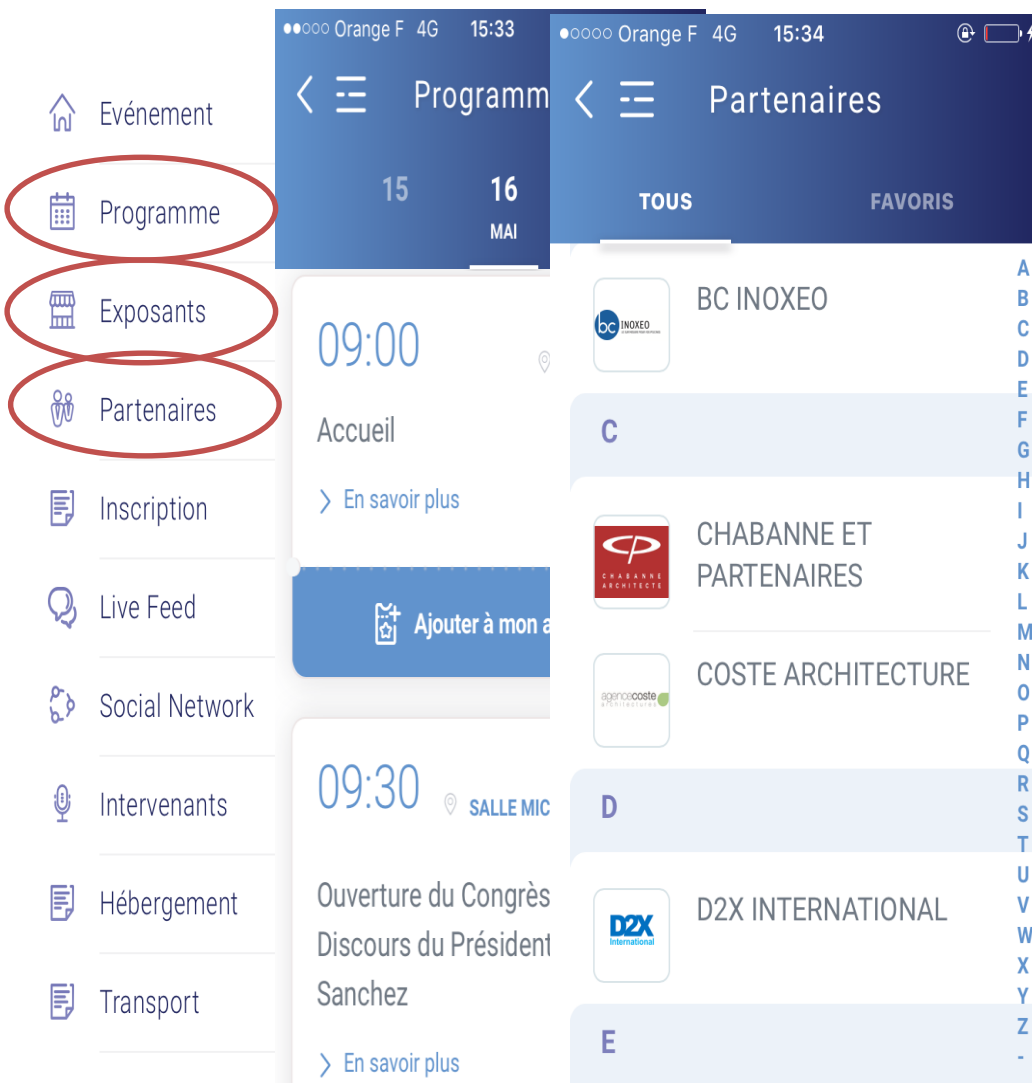 Evénement
Programme
Exposants
Partenaires
Inscription
Live Feed
Social Network
Intervenants
Hébergement
Transport
Orange F 4G 15:33
Programm
15 16
MAI
09:00
Accueil
En savoir plus
Ajouter à mon a
09:30 SALLE MIC
Ouverture du Congrès
Discours du Président
Sanchez
En savoir plus
Orange F 4G 15:34
Partenaires
TOUS FAVORIS
bc INOXEO
BC INOXEO
C
CHABANNE
ARCHITECTE
CHABANNE ET
PARTENAIRES
agencecoste
architectures
COSTE ARCHITECTURE
D
D2X
International
D2X INTERNATIONAL
E
A
B
C
D
E
F
G
H
I
J
K
L
M
N
O
P
Q
R
S
T
U
V
W
X
Y
Z
-